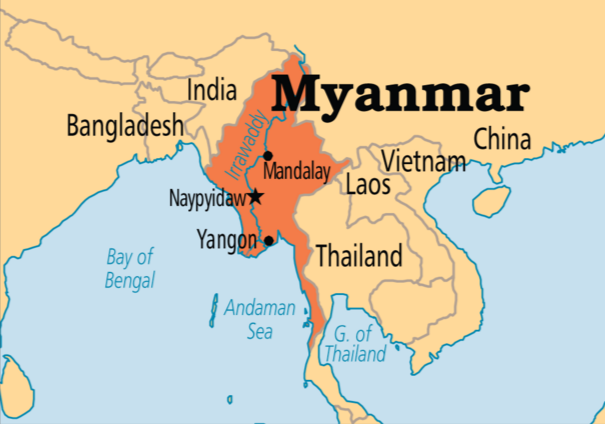 India
Myanmar
Bangladesh
China
Irrawaddy
Vietnam
Mandalay
Laos
Naypyidaw
Yangon
Thailand
Bay of
Bengal
Andaman
Sea
G. of
Thailand